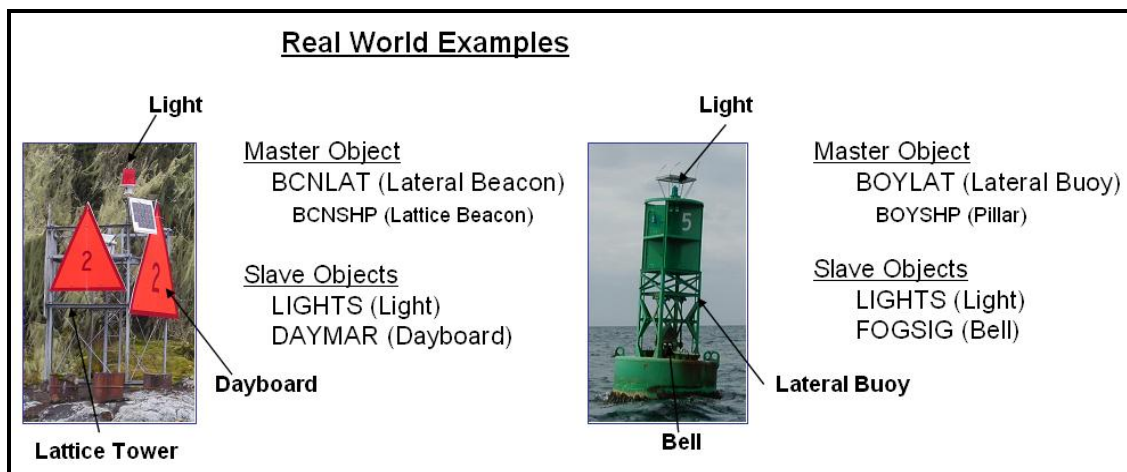 Real World Examples
Light
Master Object
BCNLAT (Lateral Beacon)
BCNSHP (Lattice Beacon)
Slave Objects
LIGHTS (Light)
DAYMAR (Dayboard)
2
2
Dayboard
Lattice Tower
Light
Master Object
BOYLAT (Lateral Buoy)
BOYSHP (Pillar)
Slave Objects
LIGHTS (Light)
FOGSIG (Bell)
5
Lateral Buoy
Bell